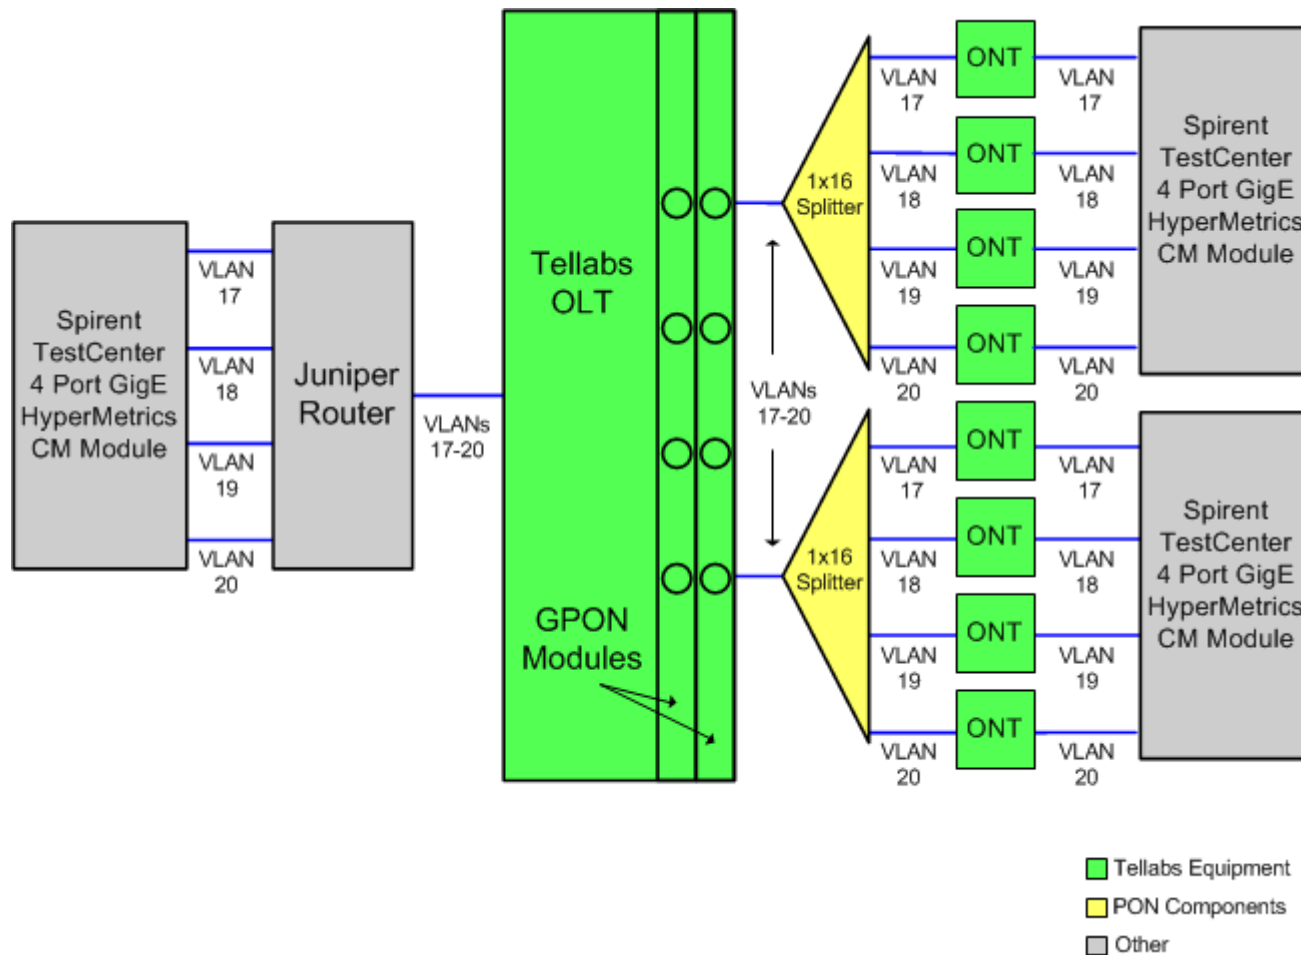 Spirent
TestCenter
4 Port GigE
HyperMetrics
CM Module
VLAN
17
VLAN
18
VLAN
19
VLAN
20
Juniper
Router
VLANs
17-20
Tellabs
OLT
GPON
Modules
1x16
Splitter
VLANs
17-20
1x16
Splitter
VLAN
17
VLAN
18
VLAN
19
VLAN
20
VLAN
17
VLAN
18
VLAN
19
VLAN
20
ONT
ONT
ONT
ONT
ONT
ONT
ONT
ONT
VLAN
17
VLAN
18
VLAN
19
VLAN
20
VLAN
17
VLAN
18
VLAN
19
VLAN
20
Spirent
TestCenter
4 Port GigE
HyperMetrics
CM Module
Spirent
TestCenter
4 Port GigE
HyperMetrics
CM Module
Tellabs Equipment
PON Components
Other